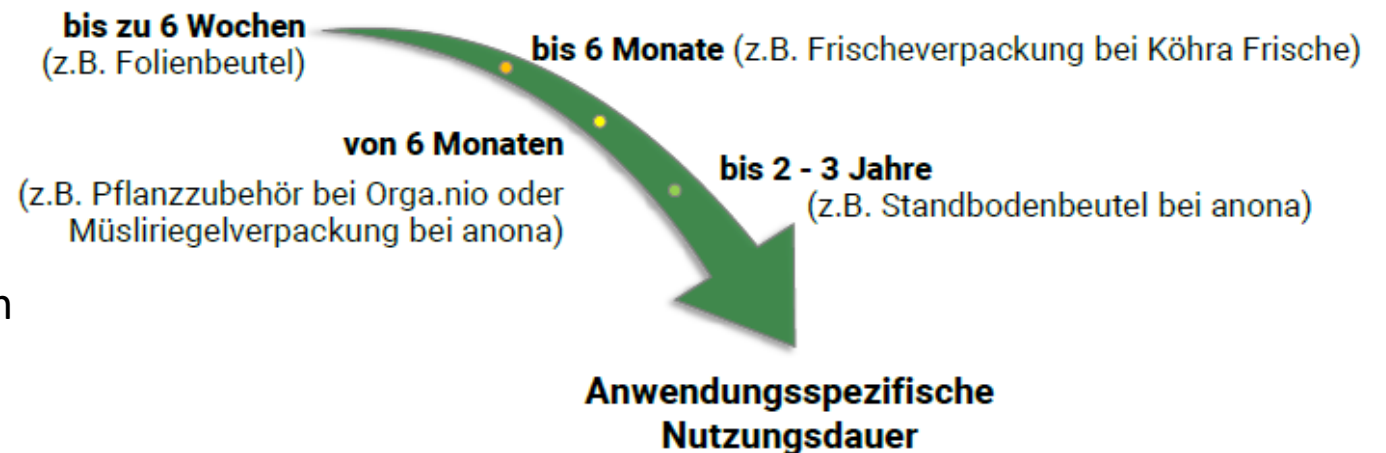 bis zu 6 Wochen
(z.B. Folienbeutel)
bis 6 Monate (z.B. Frischeverpackung bei Köhra Frische)
von 6 Monaten
(z.B. Pflanzzubehör bei Orga.nio oder
Müsliriegelverpackung bei anona)
bis 2 - 3 Jahre
(z.B. Standbodenbeutel bei anona)
n
Anwendungsspezifische
Nutzungsdauer